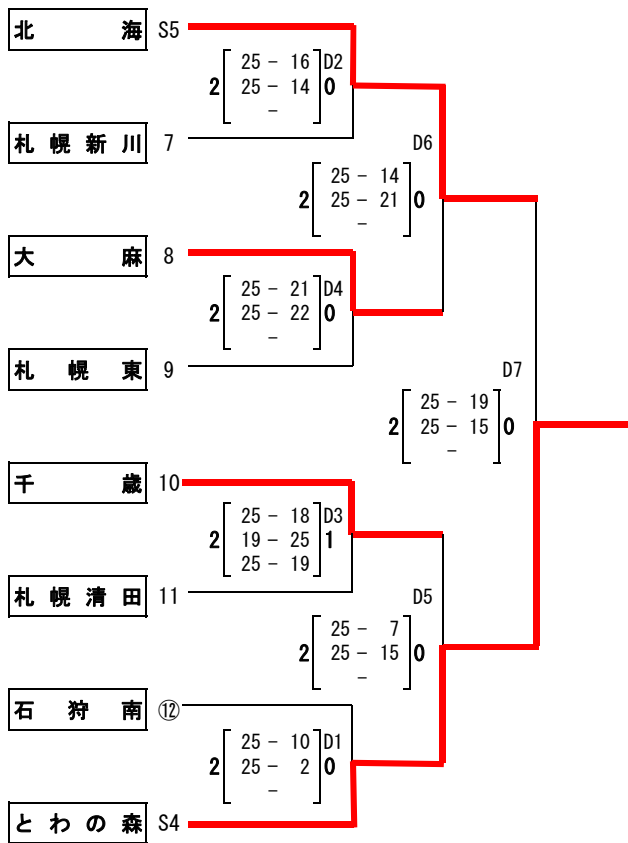 北海 S5
25 - 16 D2
2 25 - 14 0
-
札幌新川 7
D6
25 - 14
2 25 - 21 0
-
大麻 8
25 - 21 D4
2 25 - 22 0
-
札幌東 9
D7
25 - 19
2 25 - 15 0
-
千歳 10
25 - 18 D3
2 19 - 25 1
25 - 19
札幌清田 11
D5
25 - 7
2 25 - 15 0
-
石狩南 ⑫
25 - 10 D1
2 25 - 2 0
-
とわの森 S4